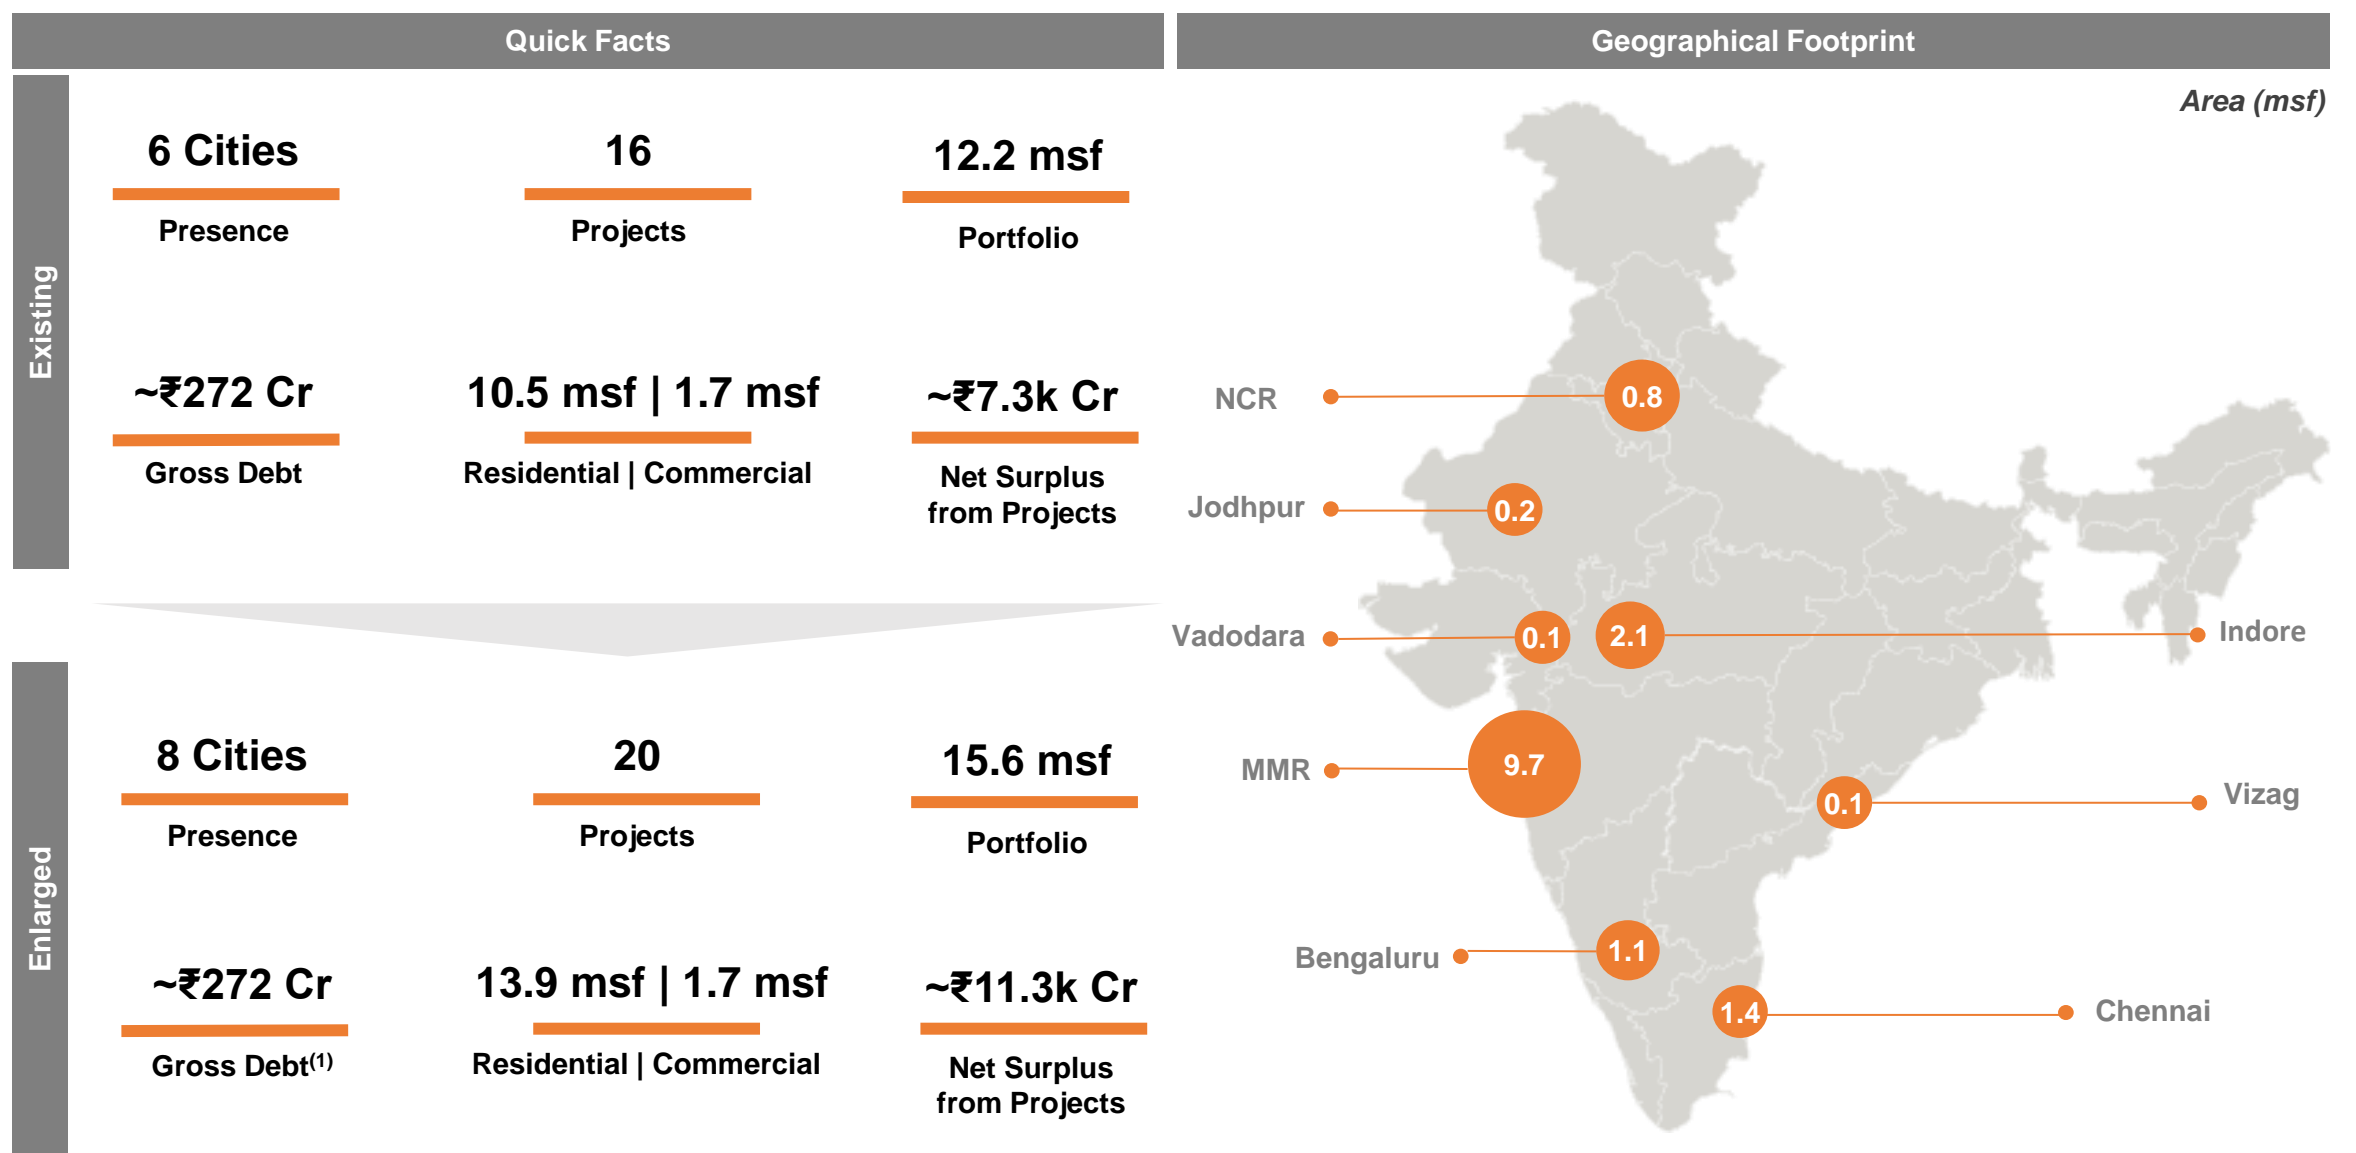 Quick Facts
Existing
6 Cities
Presence
16
Projects
12.2 msf
Portfolio
~₹272 Cr
Gross Debt
10.5 msf | 1.7 msf
Residential | Commercial
~₹7.3k Cr
Net Surplus
from Projects
Enlarged
8 Cities
Presence
20
Projects
15.6 msf
Portfolio
~₹272 Cr
Gross Debt(1)
13.9 msf | 1.7 msf
Residential | Commercial
~₹11.3k Cr
Net Surplus
from Projects
Geographical Footprint
Area (msf)
NCR
0.8
Jodhpur
0.2
Vadodara
0.1
2.1
Indore
MMR
9.7
0.1
Vizag
Bengaluru
1.1
1.4
Chennai